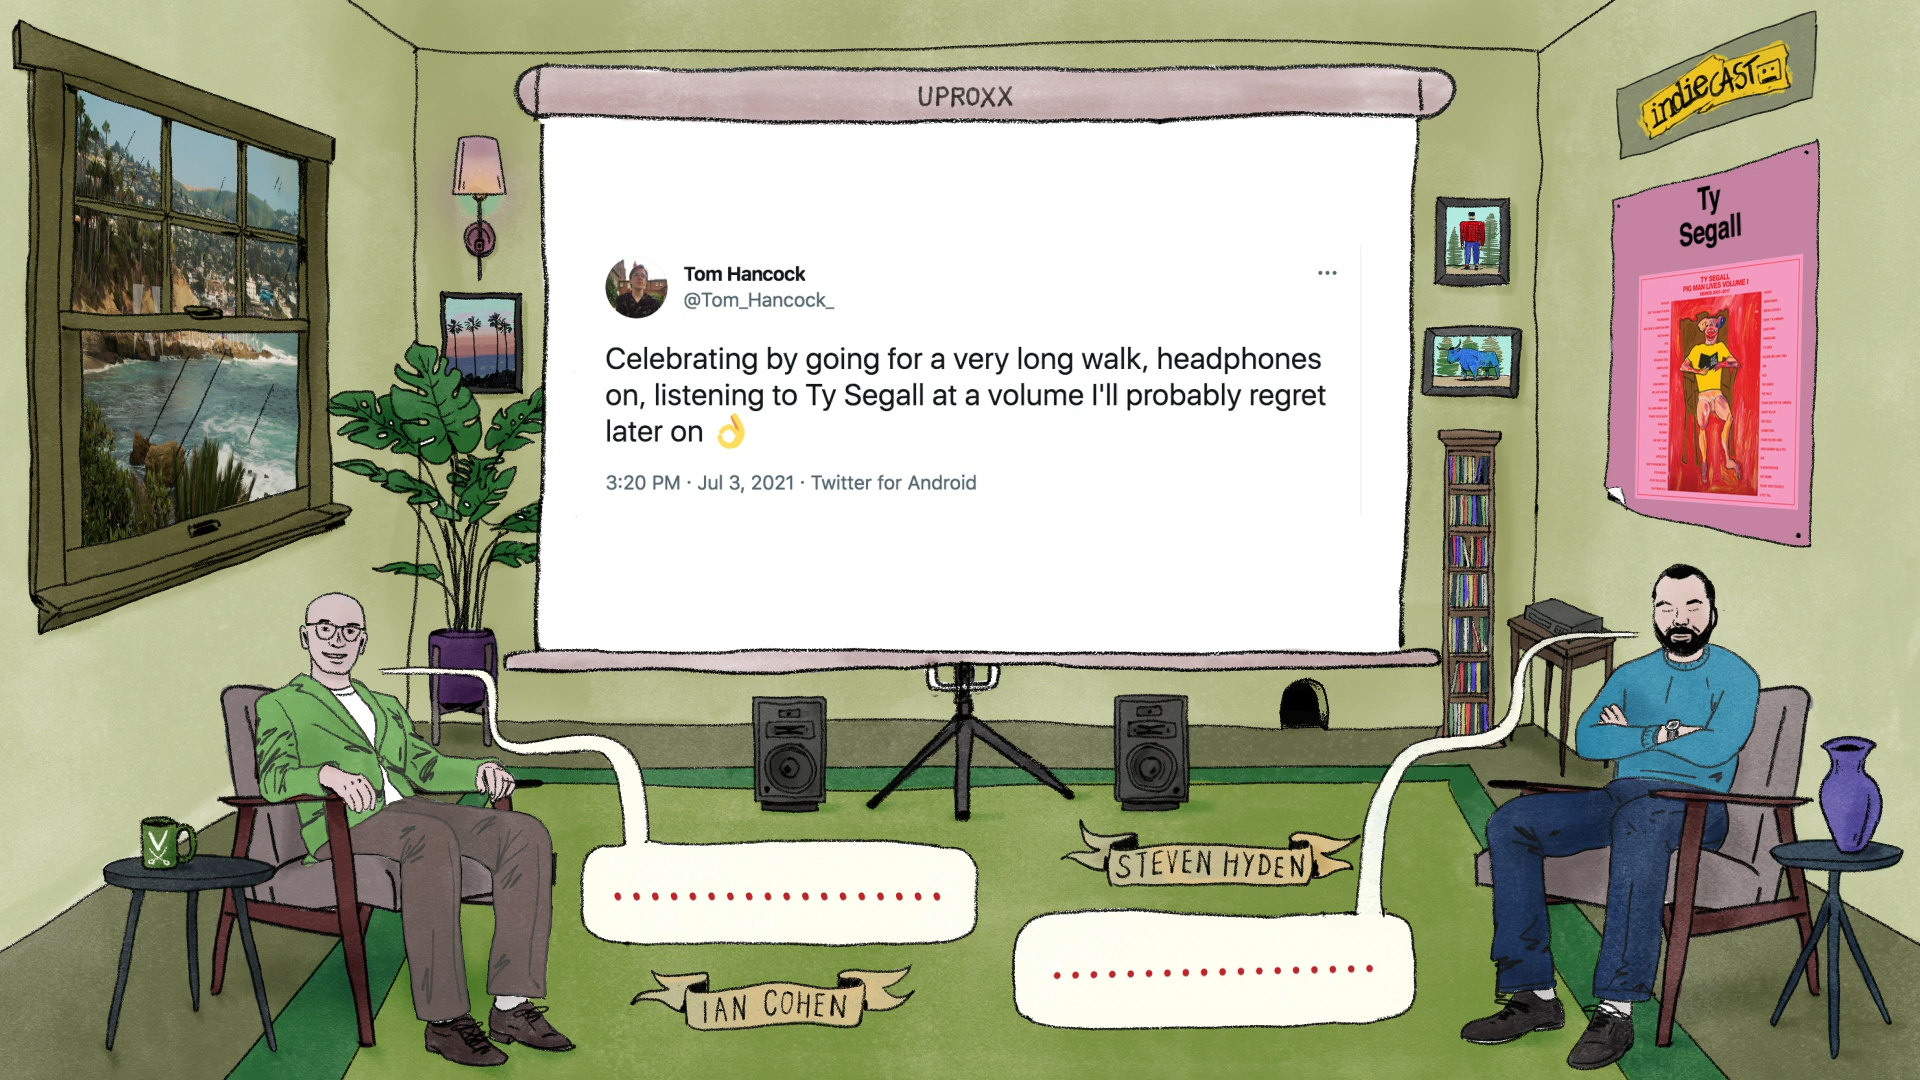 UPROXX
indieCAST
Tom Hancock
@Tom_Hancock_
Celebrating by going for a very long walk, headphones
on, listening to Ty Segall at a volume I'll probably regret
later on 👌
3:20 PM · Jul 3, 2021 · Twitter for Android
Ty
Segall
TY SEGALL
PIG MAN LIVES VOLUME I
STEVEN HYDEN
IAN COHEN
V